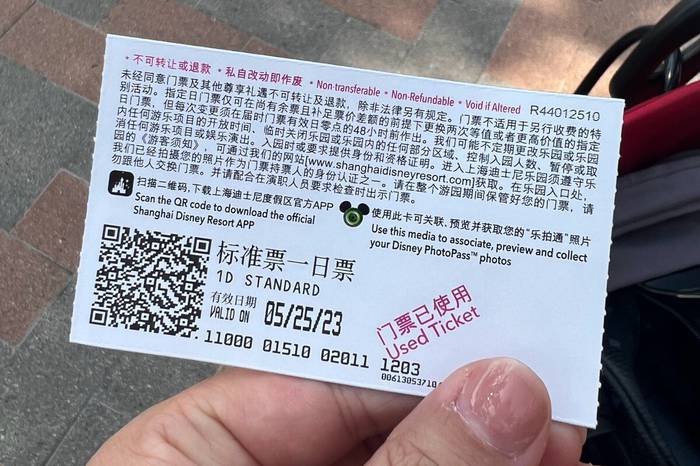 • 不可转让或退款 • 私自改动即作废 • Non-transferable • Non-Refundable • Void if Altered R44012510
未经同意门票及其他尊享礼遇不可转让及退款，除非法律另有规定。门票不适用于另行收费的特
别活动。指定日门票仅可在尚有余票且补足票价差额的前提下更换两次等值或者更高价值的指定
日门票，但每次变更须在届时门票有效日零点的48小时前作出。我们可能不定期更改乐园或乐园
内任何游乐项目的开放时间、临时关闭乐园或乐园内的任何部分区域、控制入园人数、暂停或取
消任何游乐项目或娱乐演出。入园时或要求提供身份和资格证明。进入上海迪士尼乐园须遵守乐
园的《游客须知》，可通过我们的网站[www.shanghaidisneyresort.com]获取。在乐园入口处，
我们已经拍摄您的照片作为门票持票人的身份认证之一。请在整个游园期间保管好您的门票，请
勿跟他人交换门票。并请配合在演职人员要求检查时出示门票。
扫描二维码，下载上海迪士尼度假区官方APP
Scan the QR code to download the official
Shanghai Disney Resort APP
使用此卡可关联、预览并获取您的“乐拍通”照片
Use this media to associate, preview and collect
your Disney PhotoPass™ photos
标准票一日票
1D STANDARD
有效日期
VALID ON 05/25/23
门票已使用
Used Ticket
11000 01510 02011 1203